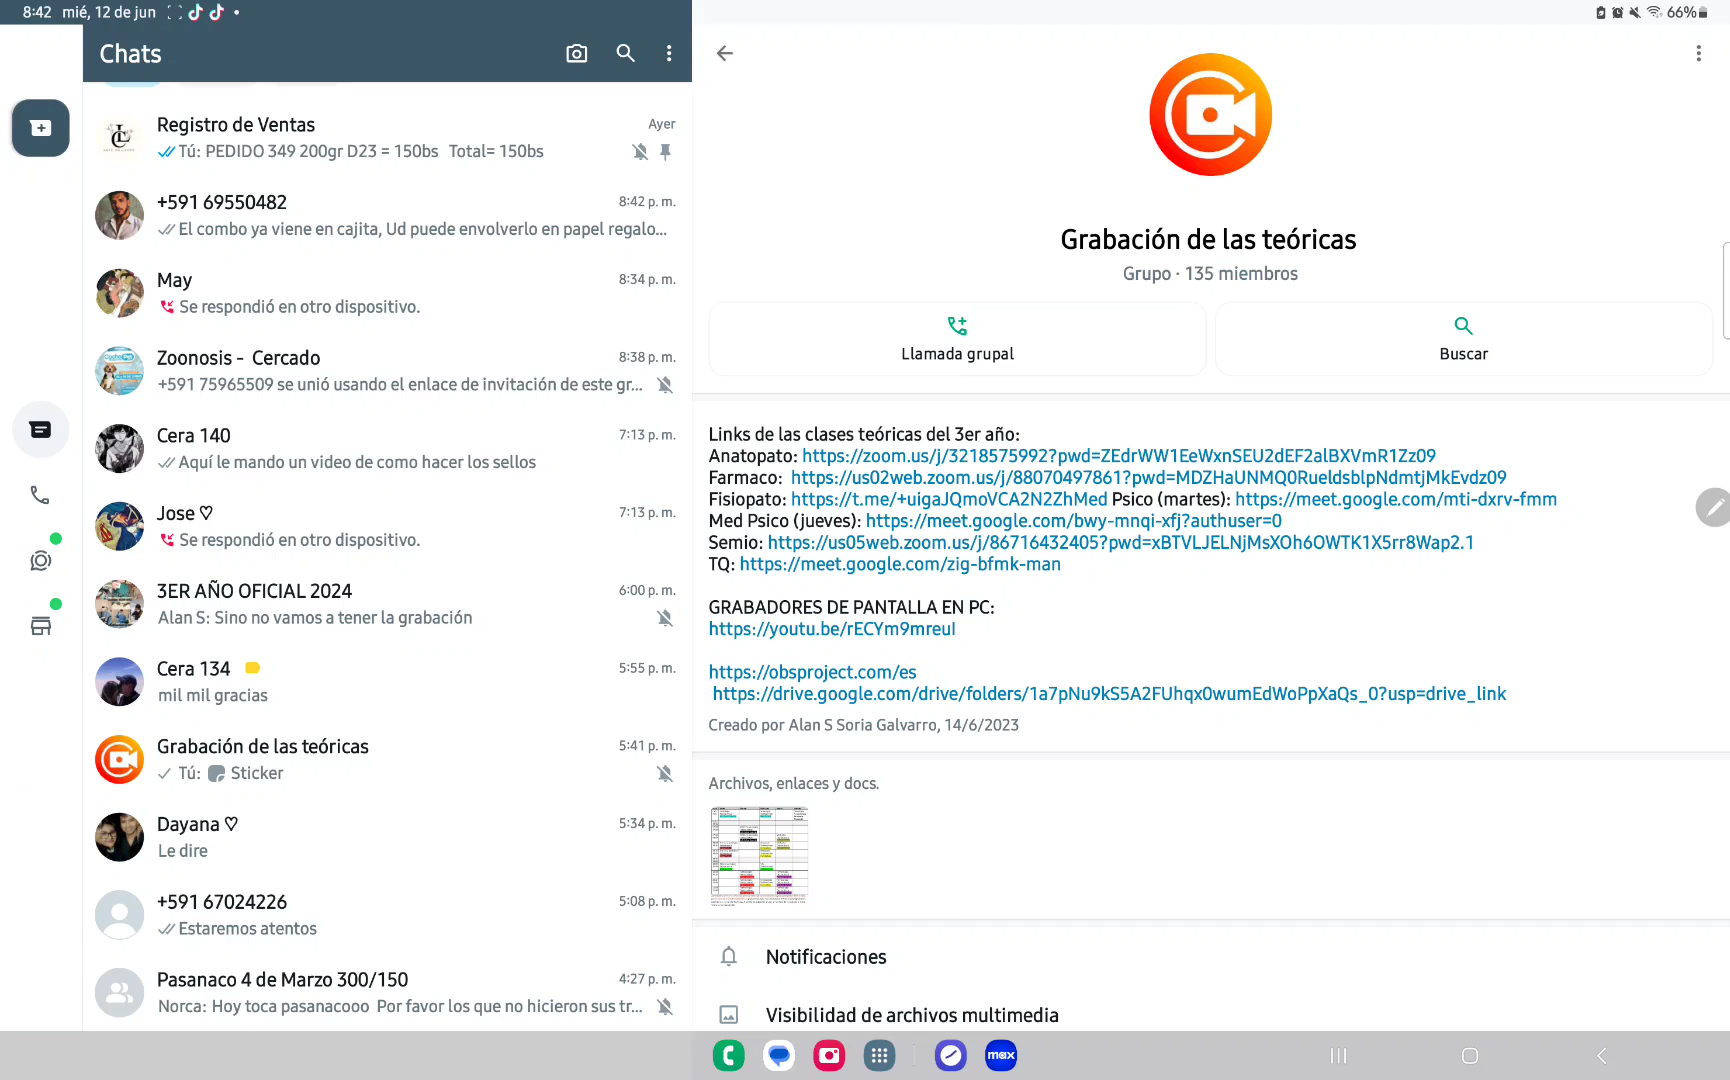 8:42 mié, 12 de jun
66%
Chats
Registro de Ventas
Ayer
Tú: PEDIDO 349 200gr D23 = 150bs Total= 150bs
+591 69550482
8:42 p. m.
El combo ya viene en cajita, Ud puede envolverlo en papel regalo...
May
8:34 p. m.
Se respondió en otro dispositivo.
Zoonosis - Cercado
8:38 p. m.
+591 75965509 se unió usando el enlace de invitación de este gr...
Cera 140
7:13 p. m.
Aquí le mando un video de como hacer los sellos
Jose ♡
7:13 p. m.
Se respondió en otro dispositivo.
3ER AÑO OFICIAL 2024
6:00 p. m.
Alan S: Sino no vamos a tener la grabación
Cera 134
5:55 p. m.
mil mil gracias
Grabación de las teóricas
5:41 p. m.
Tú: Sticker
Dayana ♡
5:34 p. m.
Le dire
+591 67024226
5:08 p. m.
Estaremos atentos
Pasanaco 4 de Marzo 300/150
4:27 p. m.
Norca: Hoy toca pasanacooo Por favor los que no hicieron sus tr...
Grabación de las teóricas
Grupo · 135 miembros
Llamada grupal
Buscar
Links de las clases teóricas del 3er año:
Anatopato: https://zoom.us/j/3218575992?pwd=ZEdrWW1EeWxnSEU2dEF2alBXVmR1Zz09
Farmaco: https://us02web.zoom.us/j/88070497861?pwd=MDZHaUNMQ0RueldsblpNdmtjMkEvdz09
Fisiopato: https://t.me/+uigaJQmoVCA2N2ZhMed Psico (martes): https://meet.google.com/mti-dxrv-fmm
Med Psico (jueves): https://meet.google.com/bwy-mnqi-xfj?authuser=0
Semio: https://us05web.zoom.us/j/86716432405?pwd=xBTVLJELNjMsXOh6OWTK1X5rr8Wap2.1
TQ: https://meet.google.com/zig-bfmk-man
GRABADORES DE PANTALLA EN PC:
https://youtu.be/rECYm9mreuI
https://obsproject.com/es
https://drive.google.com/drive/folders/1a7pNu9kS5A2FUhqx0wumEdWoPpXaQs_0?usp=drive_link
Creado por Alan S Soria Galvarro, 14/6/2023
Archivos, enlaces y docs.
Notificaciones
Visibilidad de archivos multimedia
max